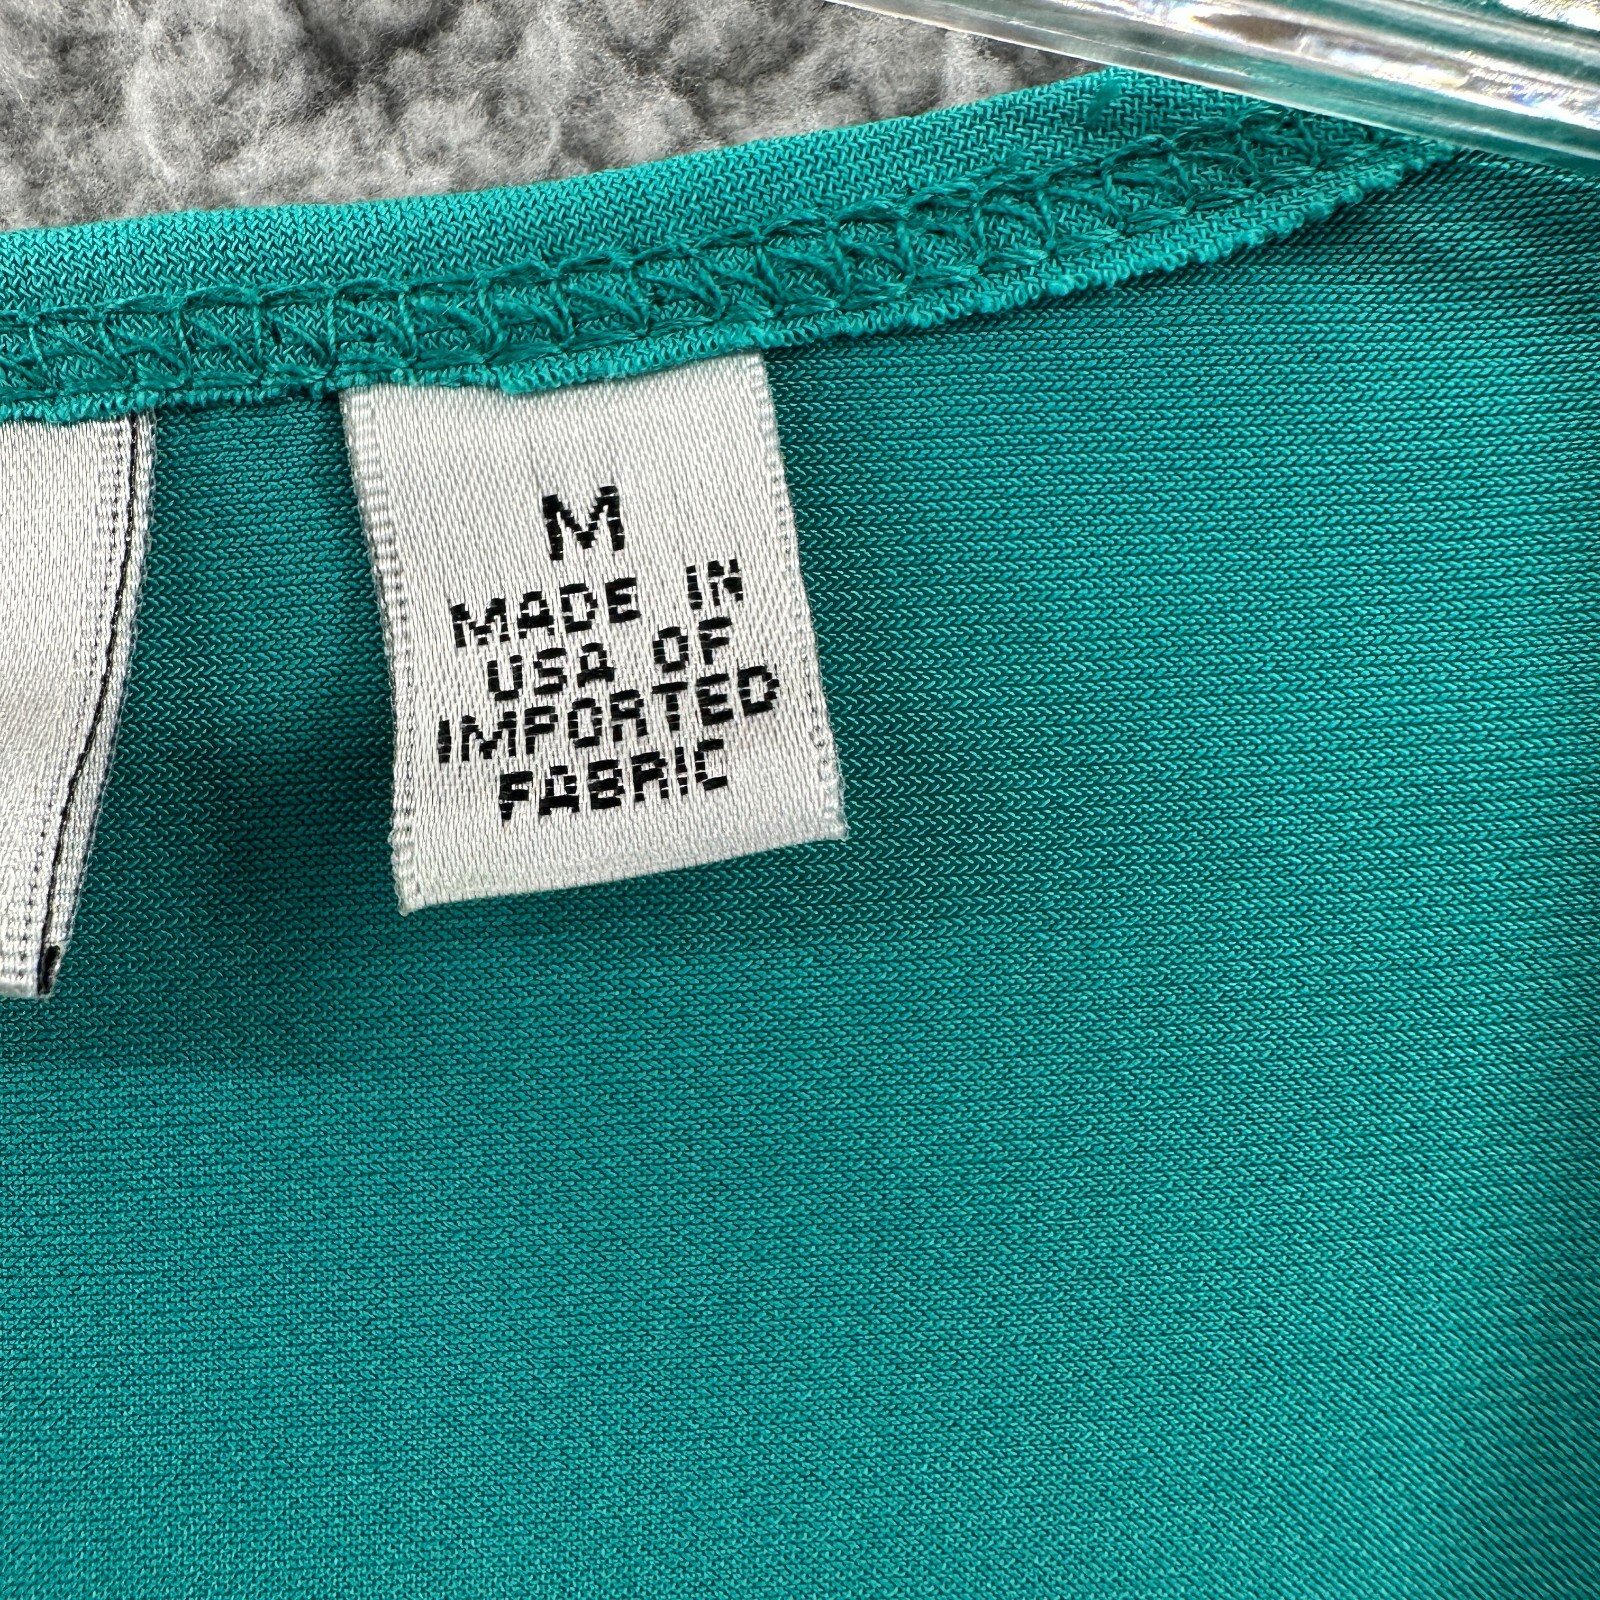 M
MADE IN
USA OF
IMPORTED
FABRIC